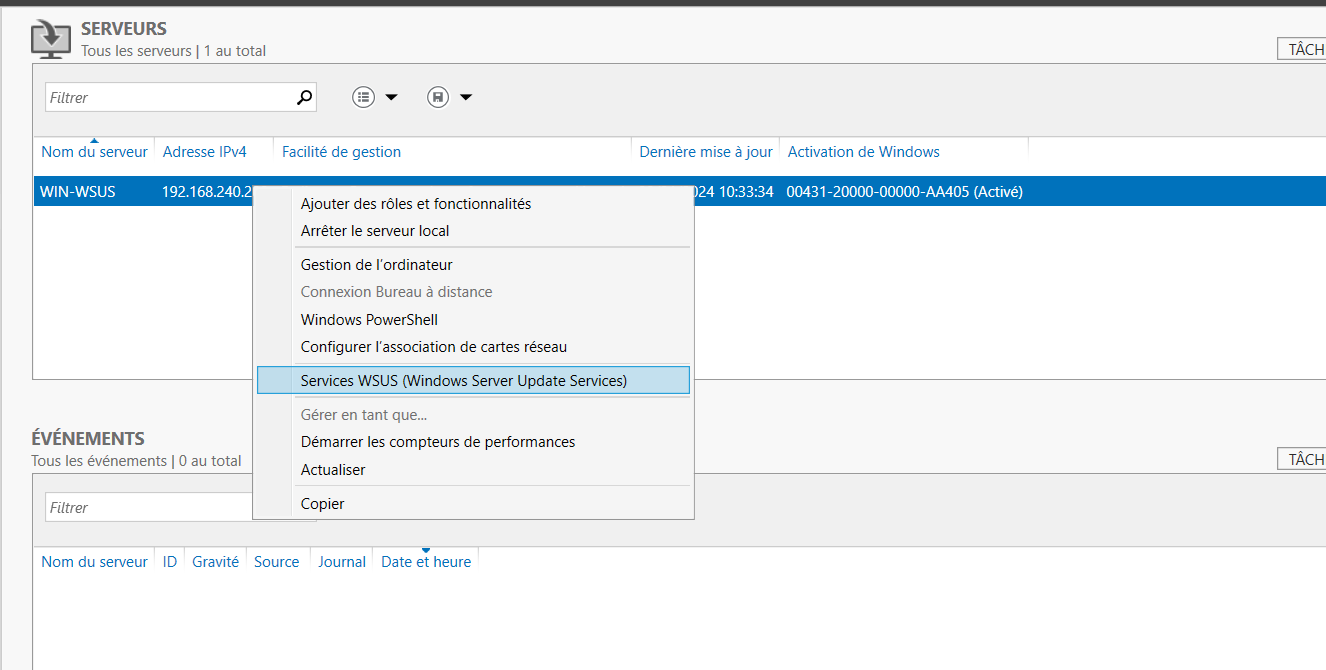 SERVEURS
Tous les serveurs | 1 au total
TÂCH
Filtrer
Nom du serveur Adresse IPv4 Facilité de gestion Dernière mise à jour Activation de Windows
WIN-WSUS 192.168.240.2 024 10:33:34 00431-20000-00000-AA405 (Activé)
Ajouter des rôles et fonctionnalités
Arrêter le serveur local
Gestion de l’ordinateur
Connexion Bureau à distance
Windows PowerShell
Configurer l’association de cartes réseau
Services WSUS (Windows Server Update Services)
Gérer en tant que...
Démarrer les compteurs de performances
Actualiser
Copier
ÉVÉNEMENTS
Tous les événements | 0 au total
TÂCH
Filtrer
Nom du serveur ID Gravité Source Journal Date et heure